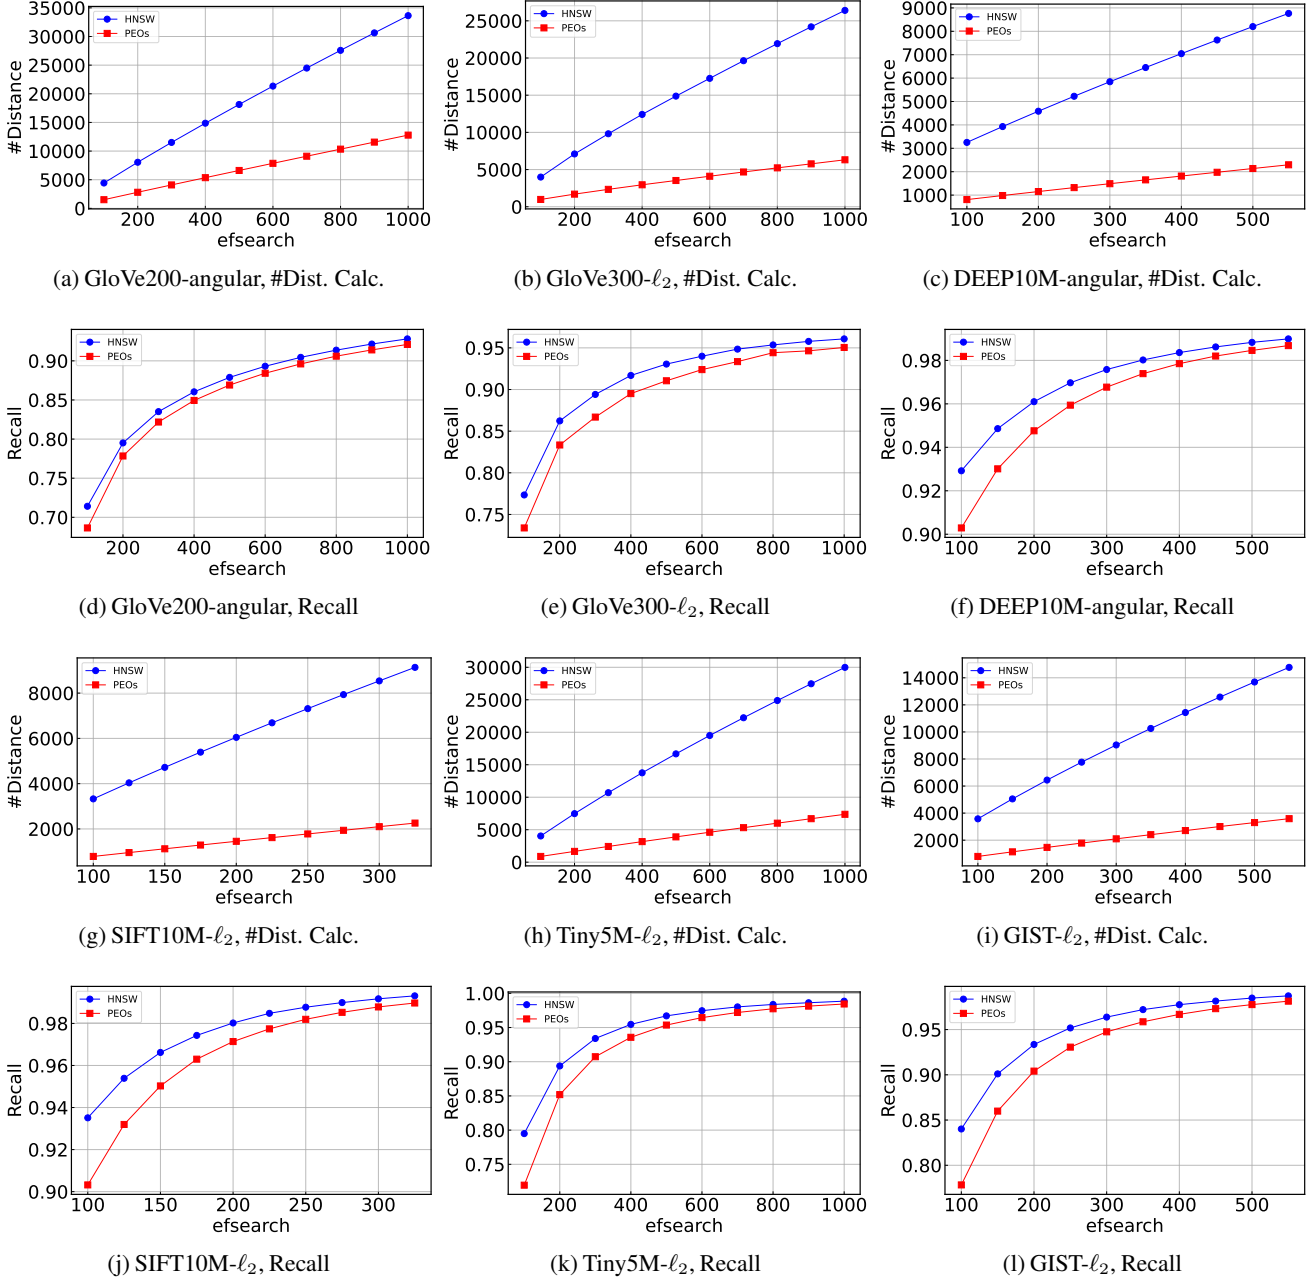 35000
30000
25000
20000
15000
10000
5000
0
#Distance
HNSW
PEOs
200 400 600 800 1000
efsearch
(a) GloVe200-angular, #Dist. Calc.
25000
20000
15000
10000
5000
0
#Distance
HNSW
PEOs
200 400 600 800 1000
efsearch
(b) GloVe300-ℓ₂, #Dist. Calc.
9000
8000
7000
6000
5000
4000
3000
2000
1000
#Distance
HNSW
PEOs
100 200 300 400 500
efsearch
(c) DEEP10M-angular, #Dist. Calc.
0.90
0.85
0.80
0.75
0.70
Recall
HNSW
PEOs
200 400 600 800 1000
efsearch
(d) GloVe200-angular, Recall
0.95
0.90
0.85
0.80
0.75
Recall
HNSW
PEOs
200 400 600 800 1000
efsearch
(e) GloVe300-ℓ₂, Recall
0.98
0.96
0.94
0.92
0.90
Recall
HNSW
PEOs
100 200 300 400 500
efsearch
(f) DEEP10M-angular, Recall
8000
6000
4000
2000
#Distance
HNSW
PEOs
100 150 200 250 300
efsearch
(g) SIFT10M-ℓ₂, #Dist. Calc.
30000
25000
20000
15000
10000
5000
0
#Distance
HNSW
PEOs
200 400 600 800 1000
efsearch
(h) Tiny5M-ℓ₂, #Dist. Calc.
14000
12000
10000
8000
6000
4000
2000
#Distance
HNSW
PEOs
100 200 300 400 500
efsearch
(i) GIST-ℓ₂, #Dist. Calc.
0.98
0.96
0.94
0.92
0.90
Recall
HNSW
PEOs
100 150 200 250 300
efsearch
(j) SIFT10M-ℓ₂, Recall
1.00
0.95
0.90
0.85
0.80
0.75
Recall
HNSW
PEOs
200 400 600 800 1000
efsearch
(k) Tiny5M-ℓ₂, Recall
0.95
0.90
0.85
0.80
Recall
HNSW
PEOs
100 200 300 400 500
efsearch
(l) GIST-ℓ₂, Recall